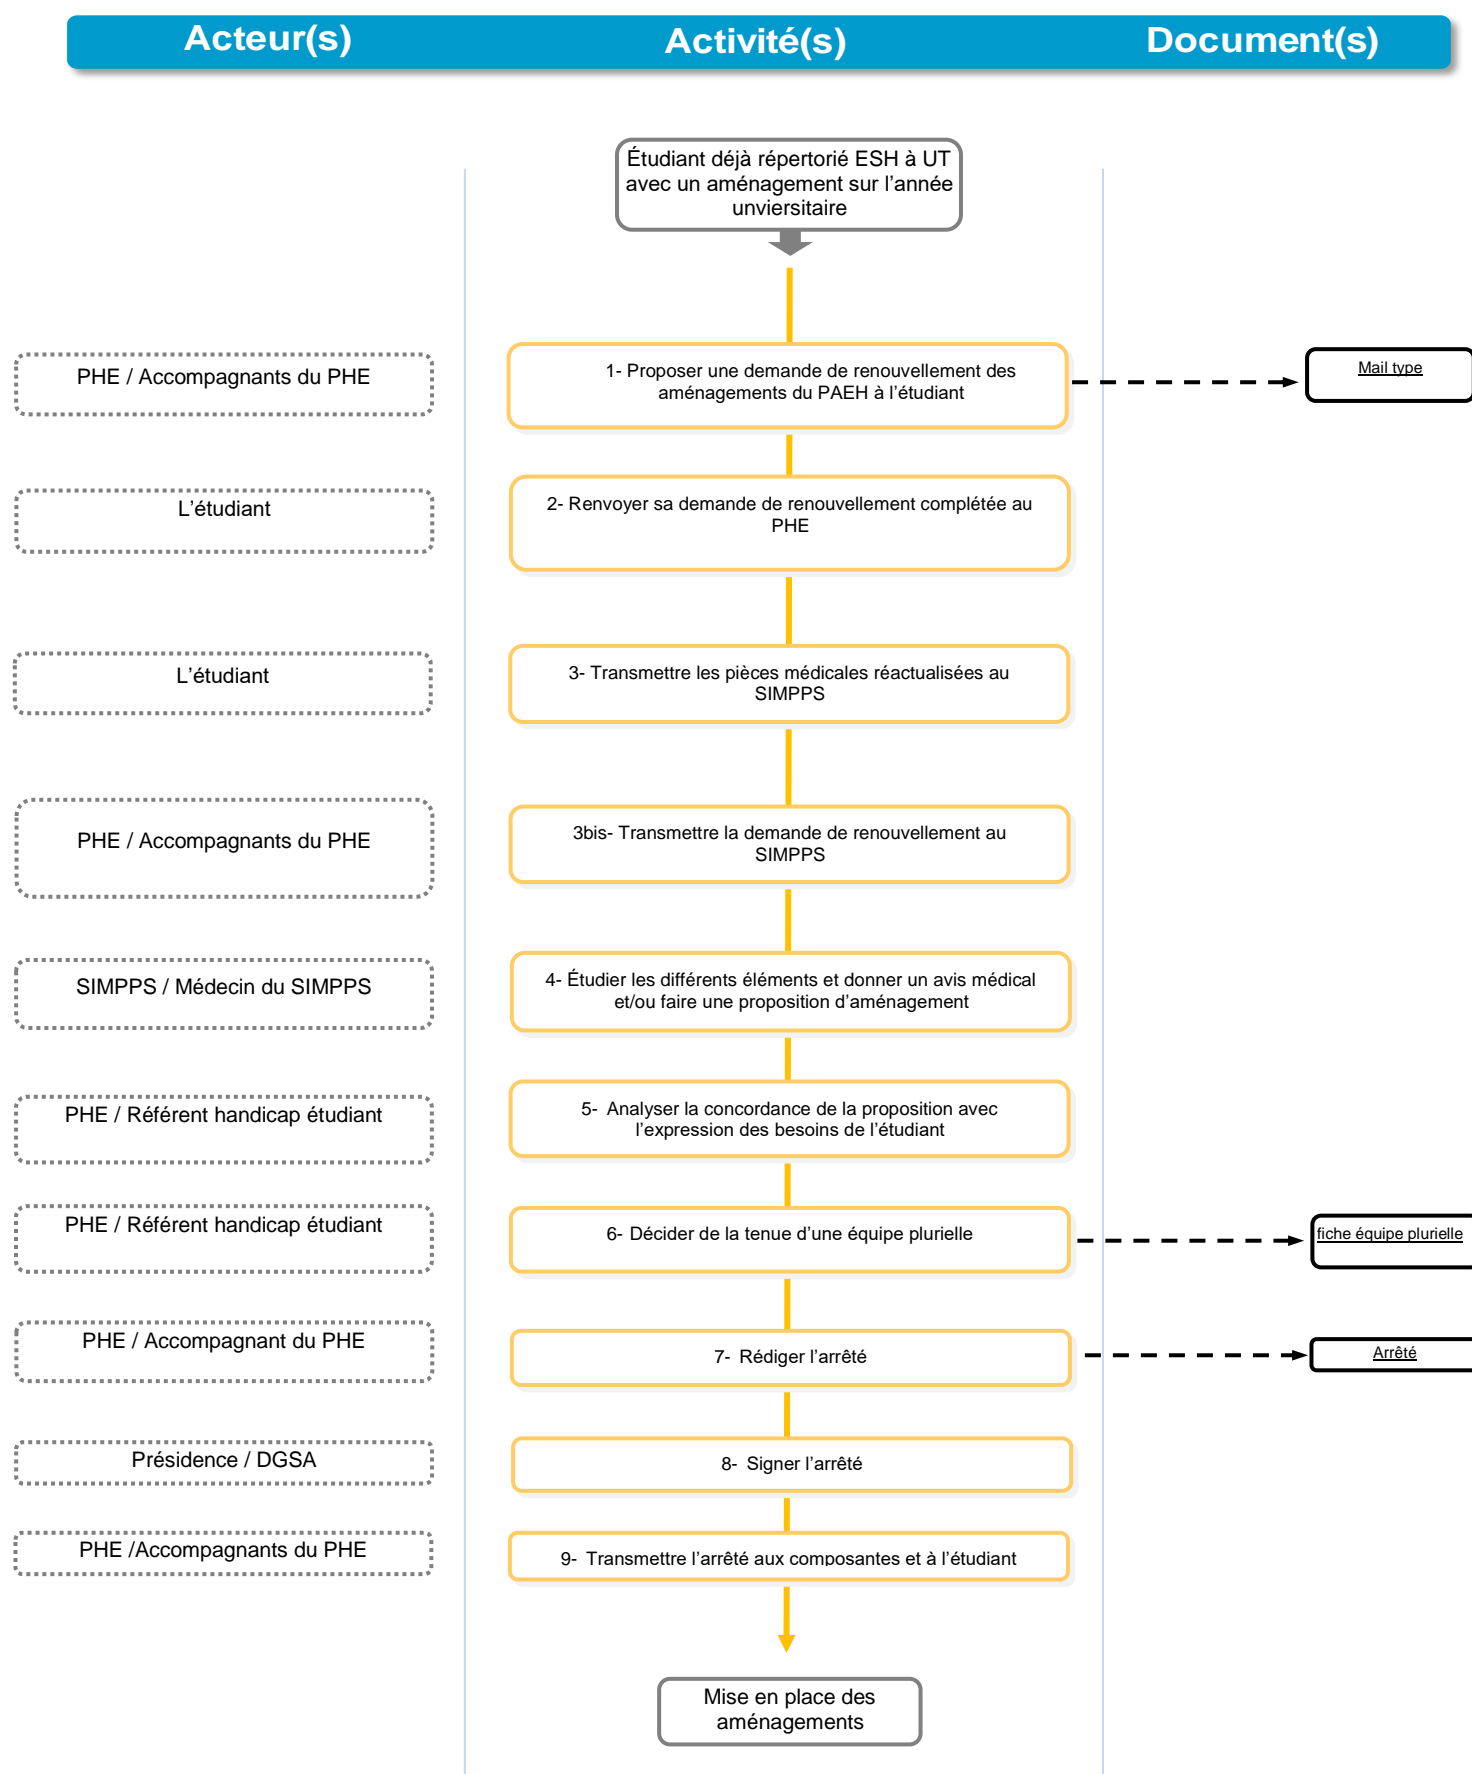 Acteur(s) Activité(s) Document(s)
Étudiant déjà répertorié ESH à UT
avec un aménagement sur l'année
unviersitaire
PHE / Accompagnants du PHE
1- Proposer une demande de renouvellement des
aménagements du PAEH à l'étudiant
Mail type
L'étudiant
2- Renvoyer sa demande de renouvellement complétée au
PHE
L'étudiant
3- Transmettre les pièces médicales réactualisées au
SIMPPS
PHE / Accompagnants du PHE
3bis- Transmettre la demande de renouvellement au
SIMPPS
SIMPPS / Médecin du SIMPPS
4- Étudier les différents éléments et donner un avis médical
et/ou faire une proposition d'aménagement
PHE / Référent handicap étudiant
5- Analyser la concordance de la proposition avec
l'expression des besoins de l'étudiant
PHE / Référent handicap étudiant
6- Décider de la tenue d'une équipe plurielle
fiche équipe plurielle
PHE / Accompagnant du PHE
7- Rédiger l'arrêté
Arrêté
Présidence / DGSA
8- Signer l'arrêté
PHE /Accompagnants du PHE
9- Transmettre l'arrêté aux composantes et à l'étudiant
Mise en place des
aménagements